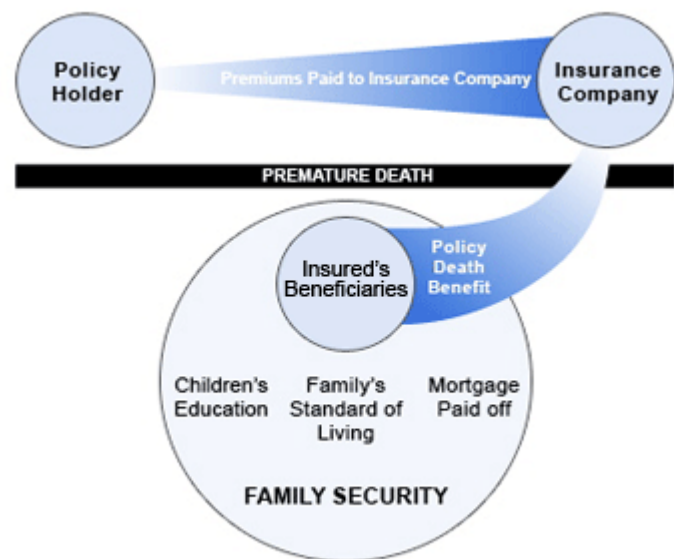 Policy
Holder
Premiums Paid to Insurance Company
Insurance
Company
PREMATURE DEATH
Insured's
Beneficiaries
Policy
Death
Benefit
Children's
Education
Family's
Standard of
Living
Mortgage
Paid off
FAMILY SECURITY